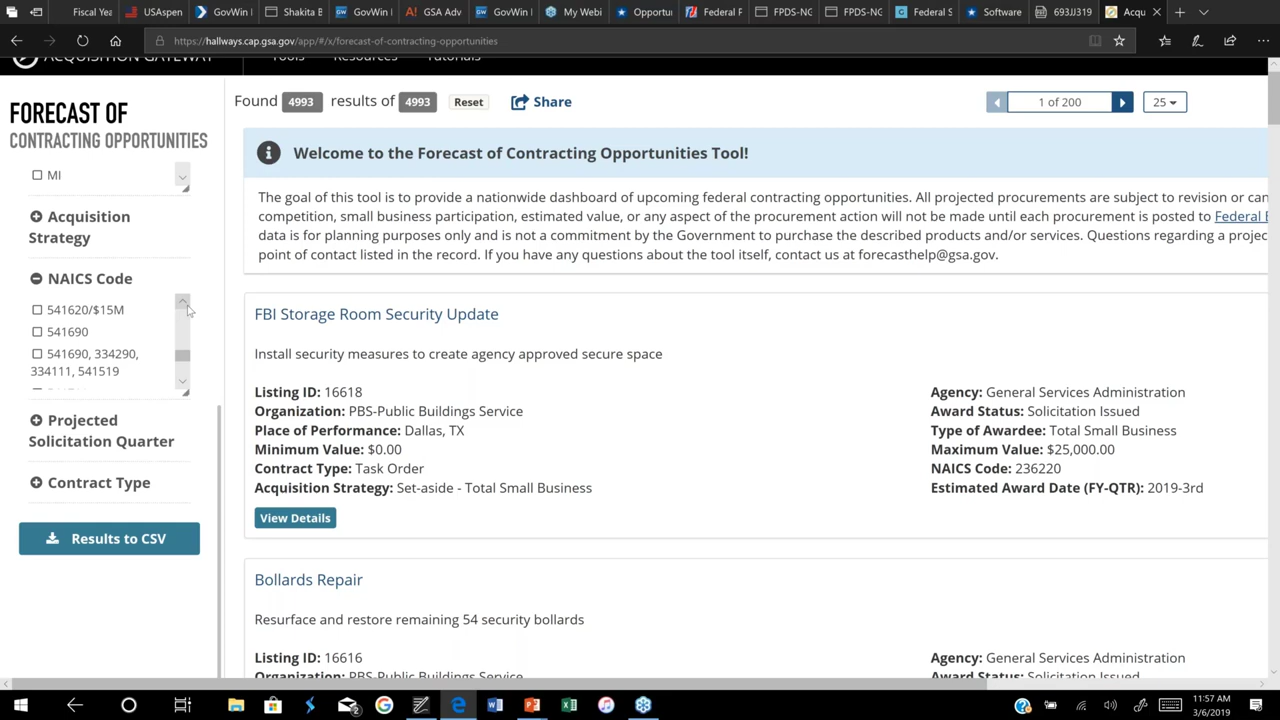 Fiscal Yea
USAspen
GovWin I
Shakita B
GovWin I
GSA Adv
GovWin I
My Webi
Opportu
Federal R
FPDS-NG
FPDS-NG
Federal S
Software
693JJ319
Acqu
https://hallways.cap.gsa.gov/app/#/x/forecast-of-contracting-opportunities
ACQUISITION GATEWAY
Tools
Resources
Tutorials
FORECAST OF
CONTRACTING OPPORTUNITIES
MI
Acquisition
Strategy
NAICS Code
541620/$15M
541690
541690, 334290,
334111, 541519
Projected
Solicitation Quarter
Contract Type
Results to CSV
Found 4993 results of 4993 Reset Share
1 of 200
25
Welcome to the Forecast of Contracting Opportunities Tool!
The goal of this tool is to provide a nationwide dashboard of upcoming federal contracting opportunities. All projected procurements are subject to revision or can
competition, small business participation, estimated value, or any aspect of the procurement action will not be made until each procurement is posted to Federal B
data is for planning purposes only and is not a commitment by the Government to purchase the described products and/or services. Questions regarding a projec
point of contact listed in the record. If you have any questions about the tool itself, contact us at forecasthelp@gsa.gov.
FBI Storage Room Security Update
Install security measures to create agency approved secure space
Listing ID: 16618
Organization: PBS-Public Buildings Service
Place of Performance: Dallas, TX
Minimum Value: $0.00
Contract Type: Task Order
Acquisition Strategy: Set-aside - Total Small Business
Agency: General Services Administration
Award Status: Solicitation Issued
Type of Awardee: Total Small Business
Maximum Value: $25,000.00
NAICS Code: 236220
Estimated Award Date (FY-QTR): 2019-3rd
View Details
Bollards Repair
Resurface and restore remaining 54 security bollards
Listing ID: 16616
Organization: PBS-Public Buildings Service
Agency: General Services Administration
11:57 AM
3/6/2019